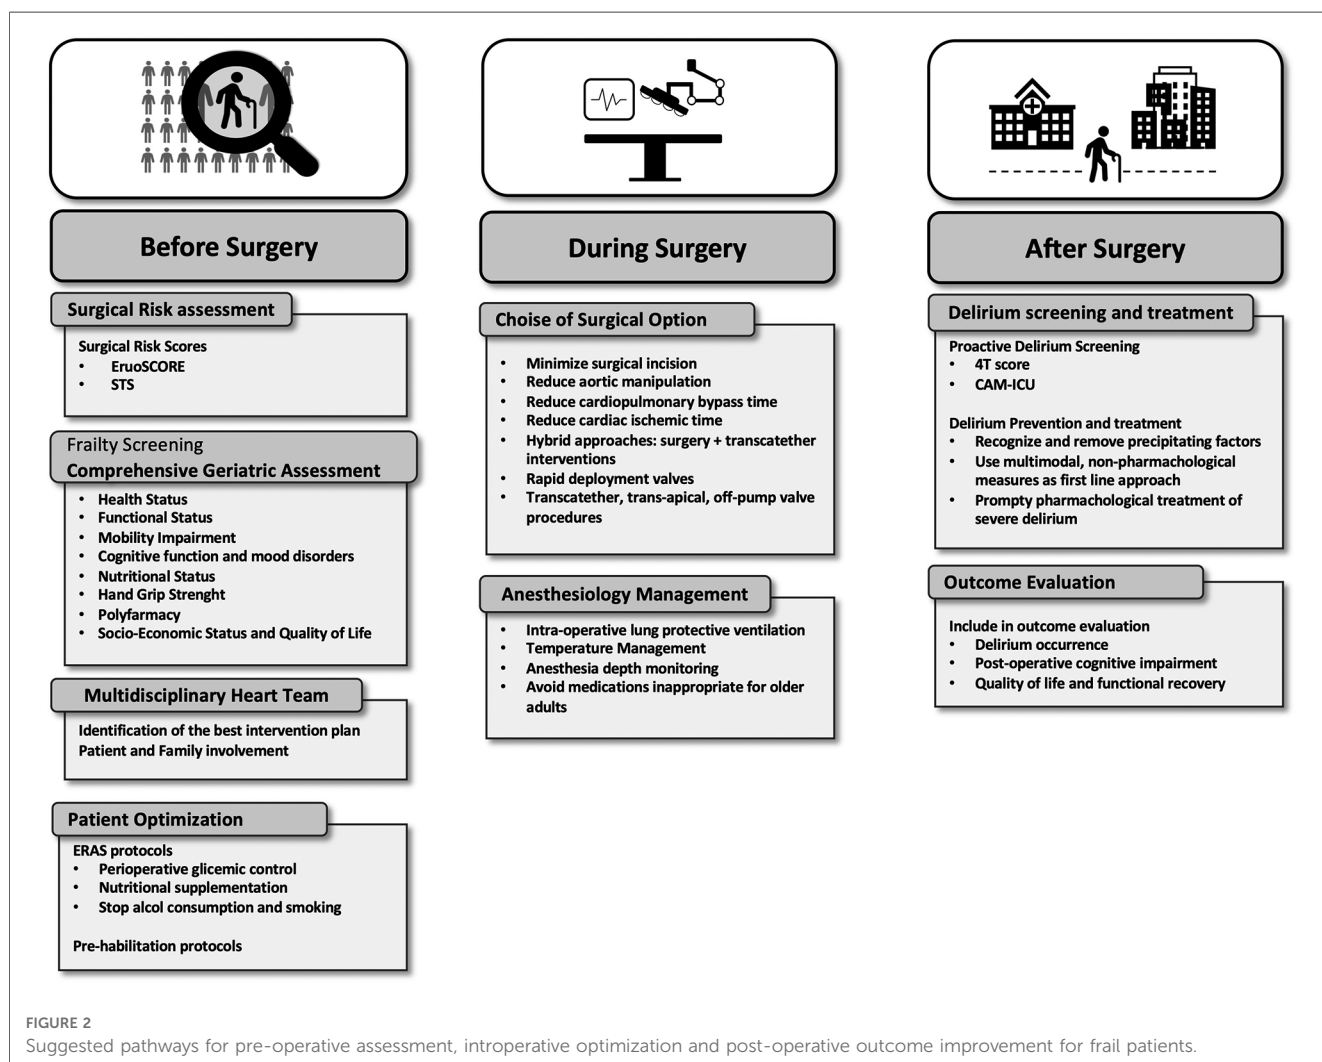 Before Surgery
Surgical Risk assessment
Surgical Risk Scores
• EruoSCORE
• STS
Frailty Screening
Comprehensive Geriatric Assessment
• Health Status
• Functional Status
• Mobility Impairment
• Cognitive function and mood disorders
• Nutritional Status
• Hand Grip Strenght
• Polyfarmacy
• Socio-Economic Status and Quality of Life
Multidisciplinary Heart Team
Identification of the best intervention plan
Patient and Family involvement
Patient Optimization
ERAS protocols
• Perioperative glicemic control
• Nutritional supplementation
• Stop alcol consumption and smoking
Pre-habilitation protocols
During Surgery
Choise of Surgical Option
• Minimize surgical incision
• Reduce aortic manipulation
• Reduce cardiopulmonary bypass time
• Reduce cardiac ischemic time
• Hybrid approaches: surgery + transcatether
interventions
• Rapid deployment valves
• Transcatether, trans-apical, off-pump valve
procedures
Anesthesiology Management
• Intra-operative lung protective ventilation
• Temperature Management
• Anesthesia depth monitoring
• Avoid medications inappropriate for older
adults
After Surgery
Delirium screening and treatment
Proactive Delirium Screening
• 4T score
• CAM-ICU
Delirium Prevention and treatment
• Recognize and remove precipitating factors
• Use multimodal, non-pharmachological
measures as first line approach
• Prompty pharmachological treatment of
severe delirium
Outcome Evaluation
Include in outcome evaluation
• Delirium occurrence
• Post-operative cognitive impairment
• Quality of life and functional recovery
FIGURE 2
Suggested pathways for pre-operative assessment, introperative optimization and post-operative outcome improvement for frail patients.